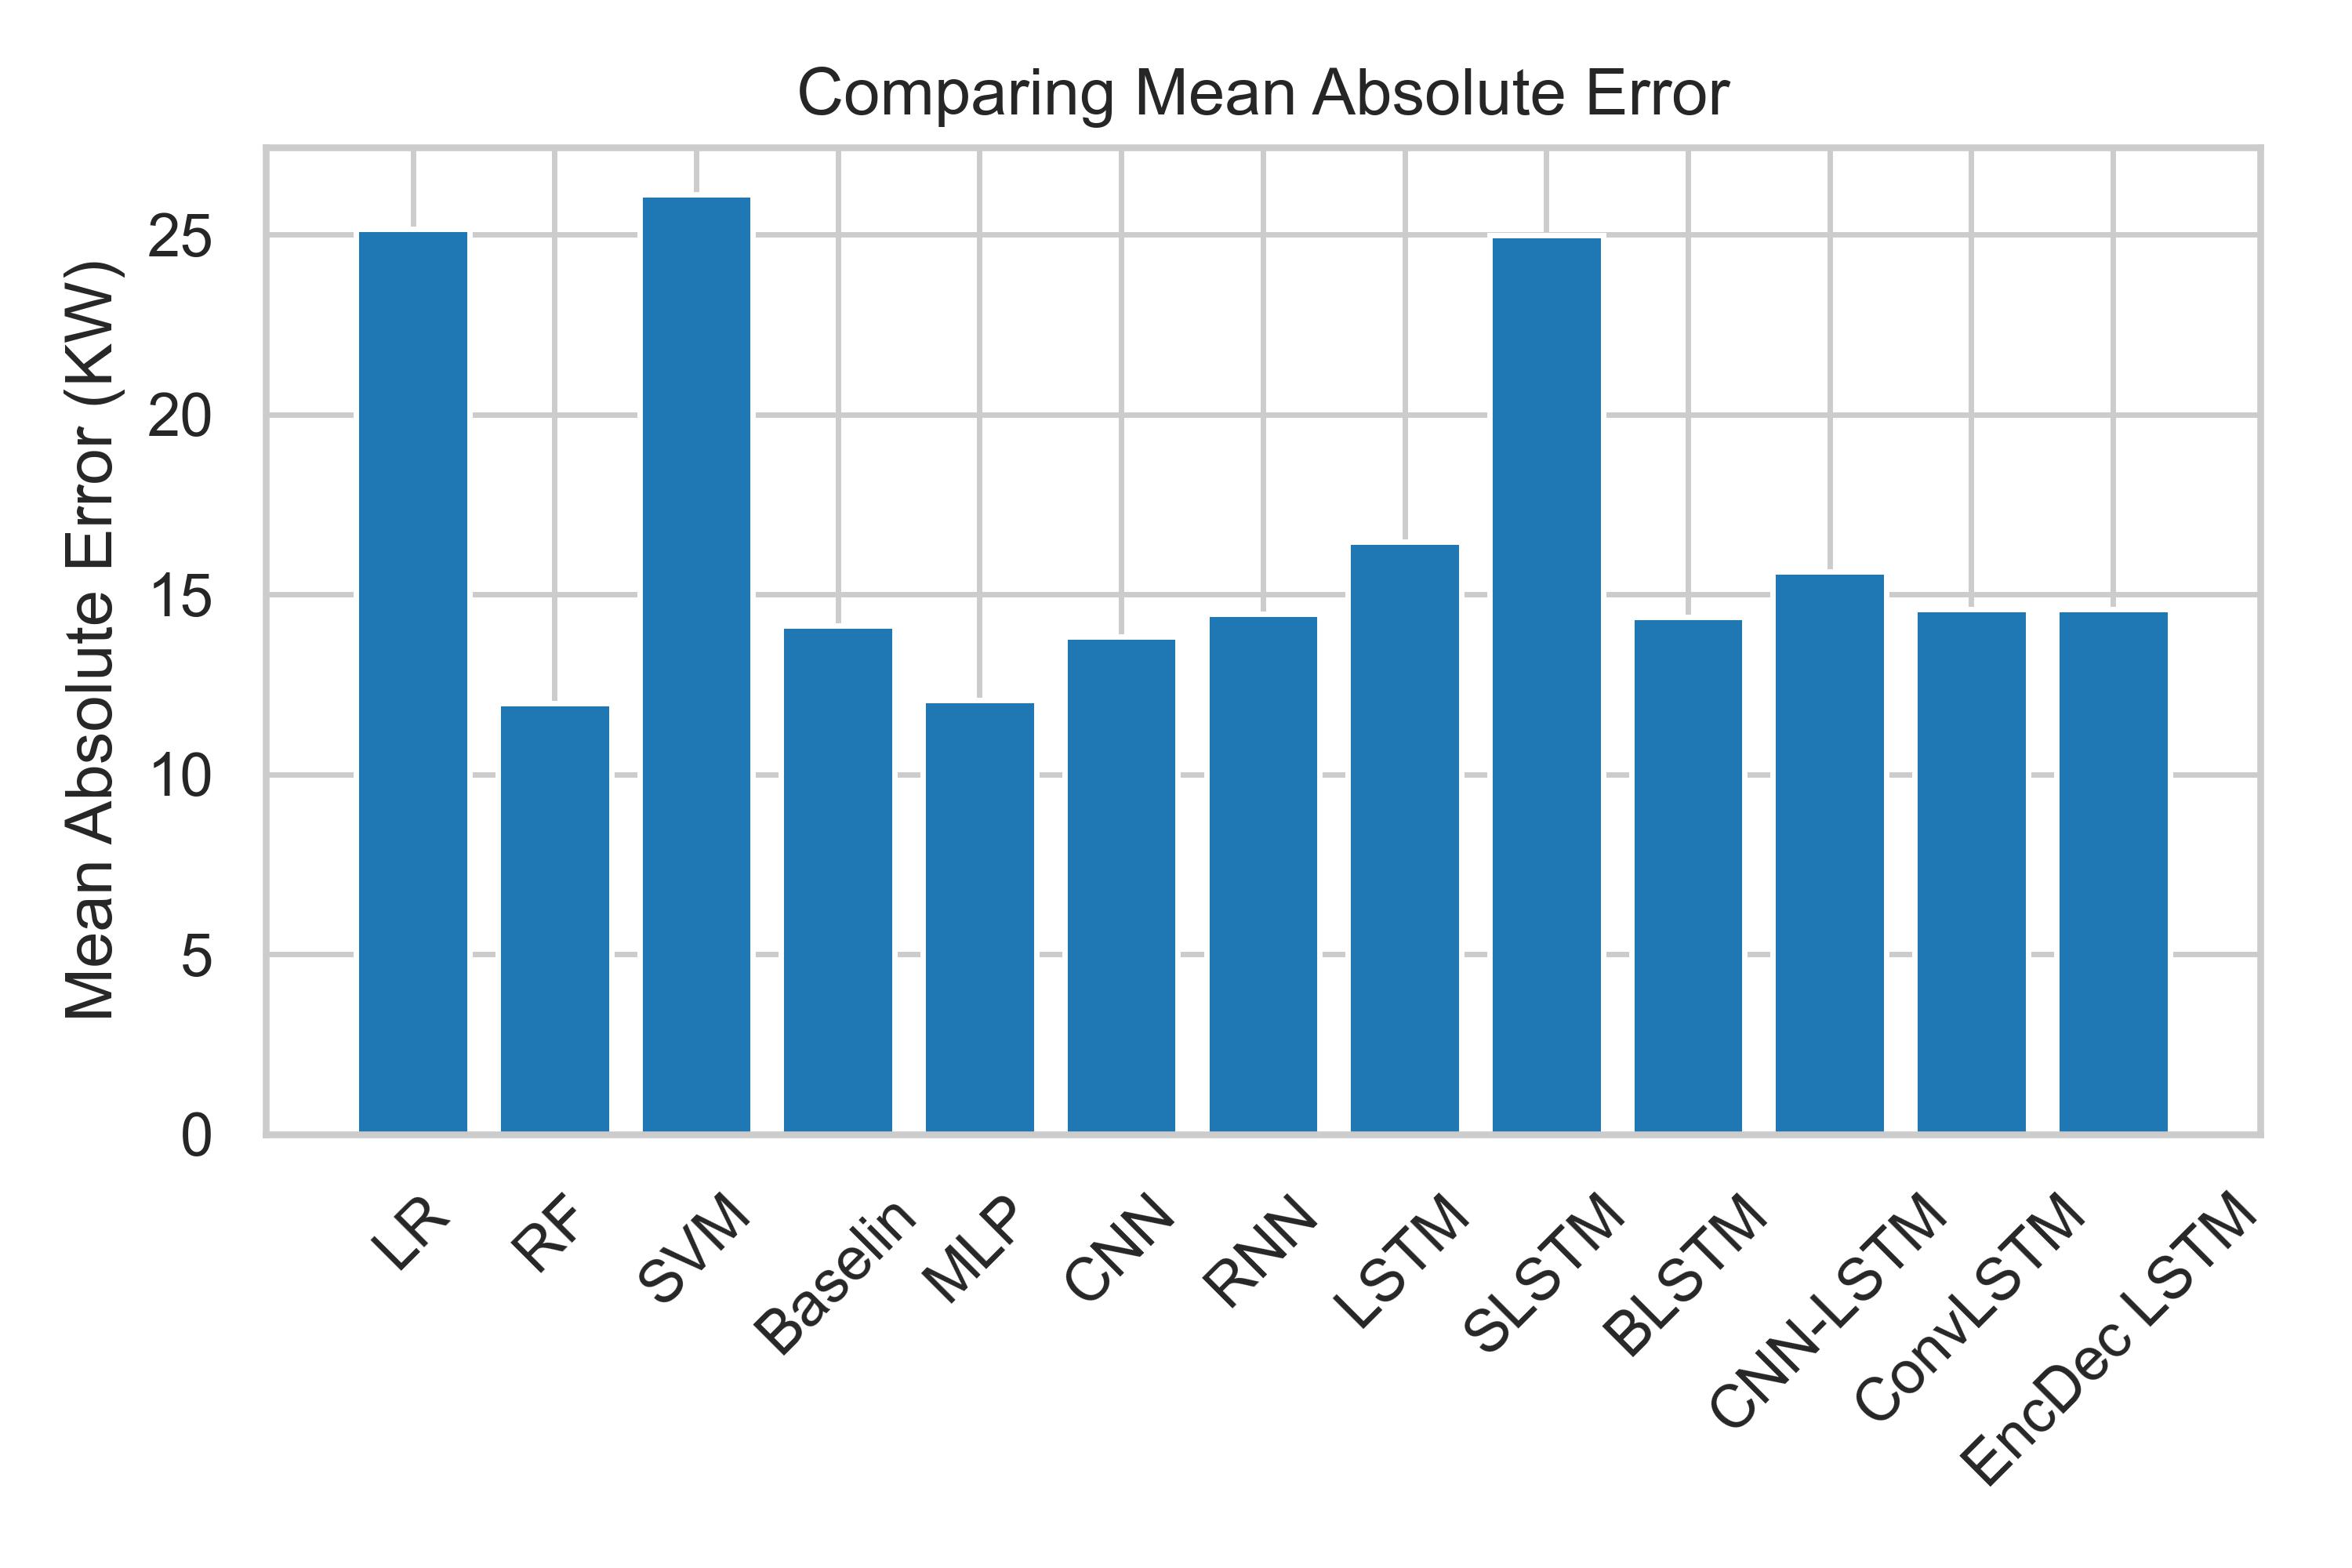 Comparing Mean Absolute Error
Mean Absolute Error (KW)
25
20
15
10
5
0
LR
RF
SVM
Baselin
MLP
CNN
RNN
LSTM
SLSTM
BLSTM
CNN-LSTM
ConvLSTM
EncDec LSTM